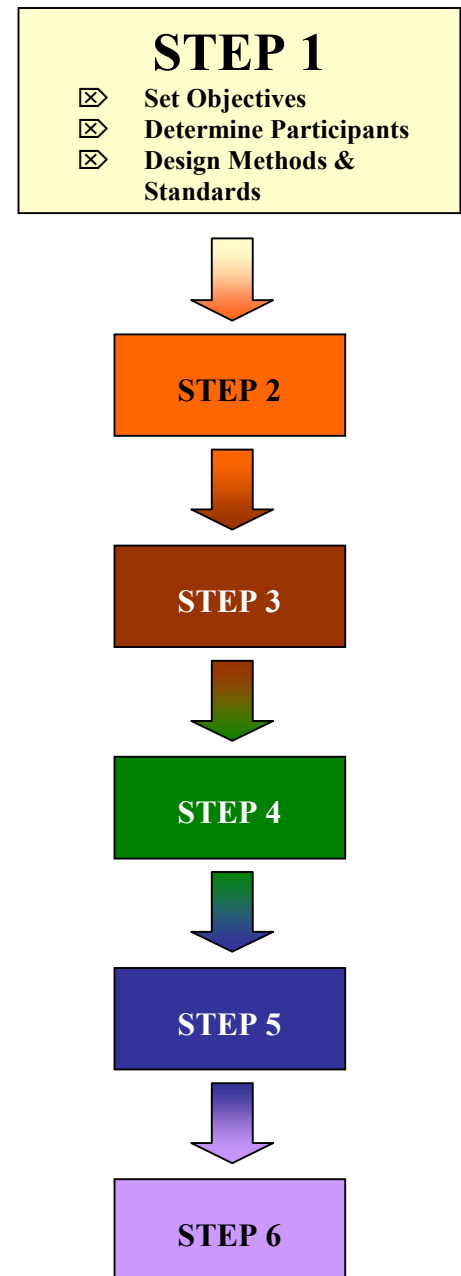 STEP 1
⌦ Set Objectives
⌦ Determine Participants
⌦ Design Methods &
Standards
STEP 2
STEP 3
STEP 4
STEP 5
STEP 6